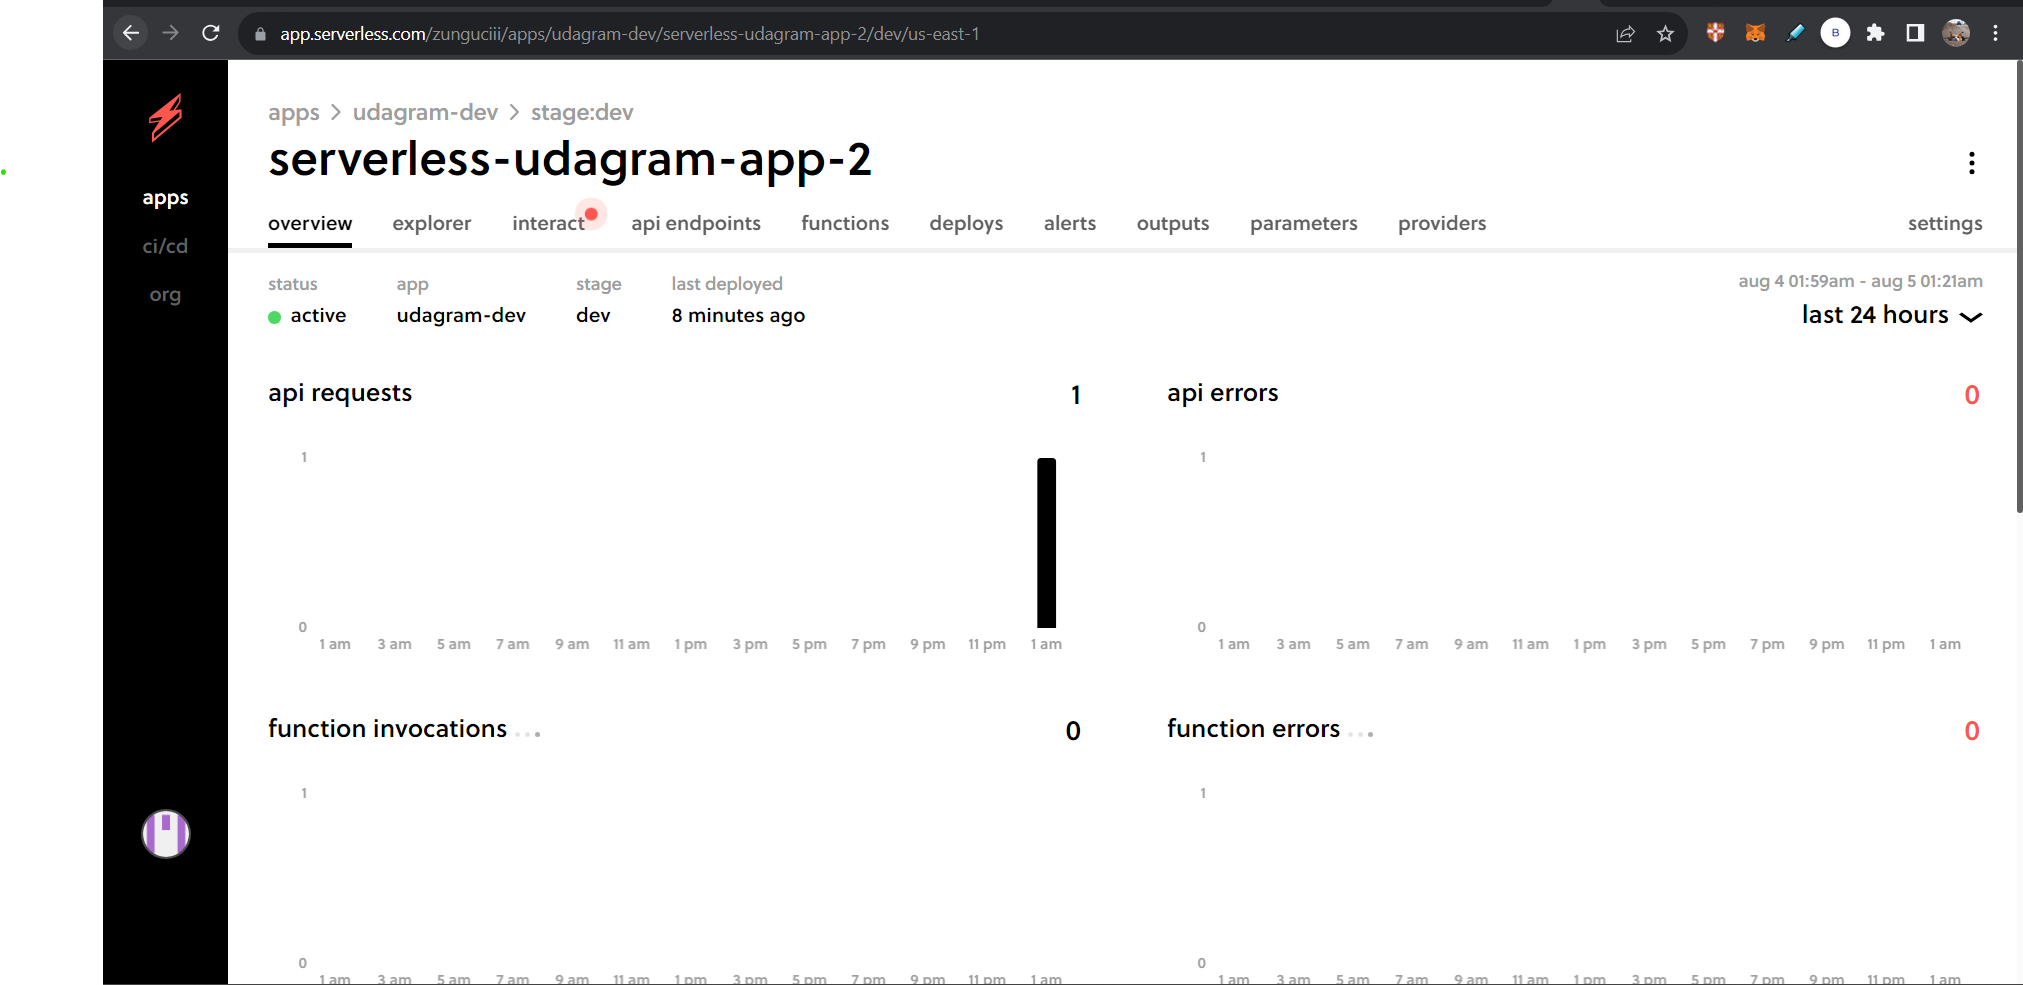 app.serverless.com/zunguciii/apps/udagram-dev/serverless-udagram-app-2/dev/us-east-1
B
apps > udagram-dev > stage:dev
serverless-udagram-app-2
apps
ci/cd
org
overview explorer interact api endpoints functions deploys alerts outputs parameters providers settings
status app stage last deployed
active udagram-dev dev 8 minutes ago
aug 4 01:59am - aug 5 01:21am
last 24 hours
api requests 1
1
0
1 am 3 am 5 am 7 am 9 am 11 am 1 pm 3 pm 5 pm 7 pm 9 pm 11 pm 1 am
api errors 0
1
0
1 am 3 am 5 am 7 am 9 am 11 am 1 pm 3 pm 5 pm 7 pm 9 pm 11 pm 1 am
function invocations ... 0
1
0
1 am 3 am 5 am 7 am 9 am 11 am 1 pm 3 pm 5 pm 7 pm 9 pm 11 pm 1 am
function errors ... 0
1
0
1 am 3 am 5 am 7 am 9 am 11 am 1 pm 3 pm 5 pm 7 pm 9 pm 11 pm 1 am